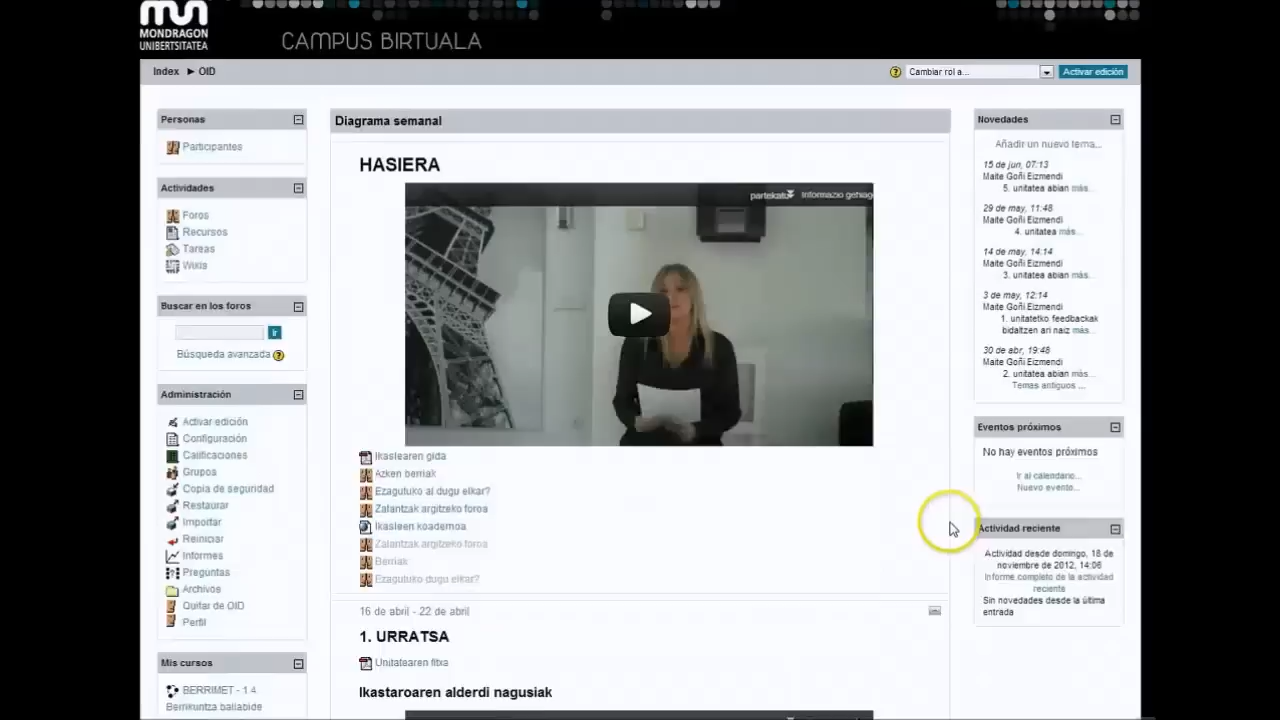 MONDRAGON
UNIBERTSITATEA
CAMPUS BIRTUALA
Index ► OID
Cambiar rol a...
Activar edición
Personas
Participantes
Actividades
Foros
Recursos
Tareas
Wikis
Buscar en los foros
Ir
Búsqueda avanzada
Administración
Activar edición
Configuración
Calificaciones
Grupos
Copia de seguridad
Restaurar
Importar
Reiniciar
Informes
Preguntas
Archivos
Quitar de OID
Perfil
Mis cursos
BERRIMET - 1.4
Berrikuntza baliabide
Diagrama semanal
HASIERA
partekatu
Informazio gehiag
Ikaslearen gida
Azken berriak
Ezagutuko al dugu elkar?
Zalantzak argitzeko foroa
Ikasleen koadernoa
Zalantzak argitzeko foroa
Berriak
Ezagutuko dugu elkar?
16 de abril - 22 de abril
1. URRATSA
Unitatearen fitxa
Ikastaroaren alderdi nagusiak
Novedades
Añadir un nuevo tema...
15 de jun, 07:13
Maite Goñi Eizmendi
5. unitatea abian más...
29 de may, 11:48
Maite Goñi Eizmendi
4. unitatea más...
14 de may, 14:14
Maite Goñi Eizmendi
3. unitatea abian más...
3 de may, 12:14
Maite Goñi Eizmendi
1. unitatetko feedbackak
bidaltzen ari naiz más...
30 de abr, 19:48
Maite Goñi Eizmendi
2. unitatea abian más...
Temas antiguos ...
Eventos próximos
No hay eventos próximos
Ir al calendario...
Nuevo evento...
Actividad reciente
Actividad desde domingo, 18 de
noviembre de 2012, 14:06
Informe completo de la actividad
reciente
Sin novedades desde la última
entrada